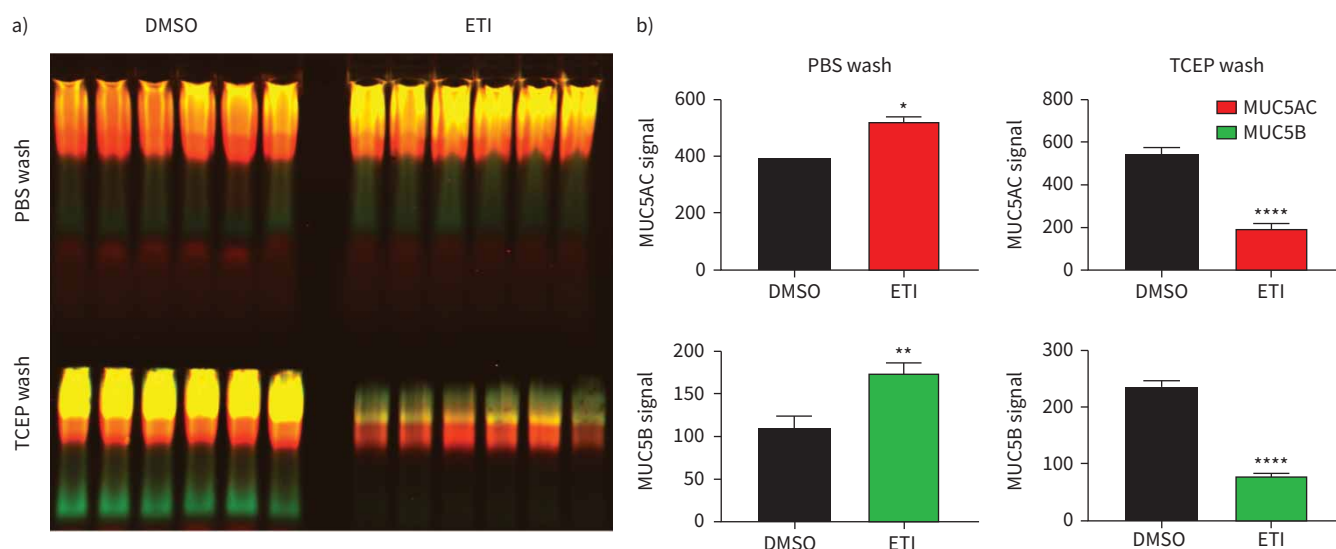 a)
DMSO
ETI
PBS wash
TCEP wash
b)
PBS wash
TCEP wash
MUC5AC signal
600
400
200
0
*
DMSO
ETI
MUC5AC signal
800
600
400
200
0
****
DMSO
ETI
MUC5AC
MUC5B
MUC5B signal
200
150
100
50
0
**
DMSO
ETI
MUC5B signal
300
200
100
0
****
DMSO
ETI